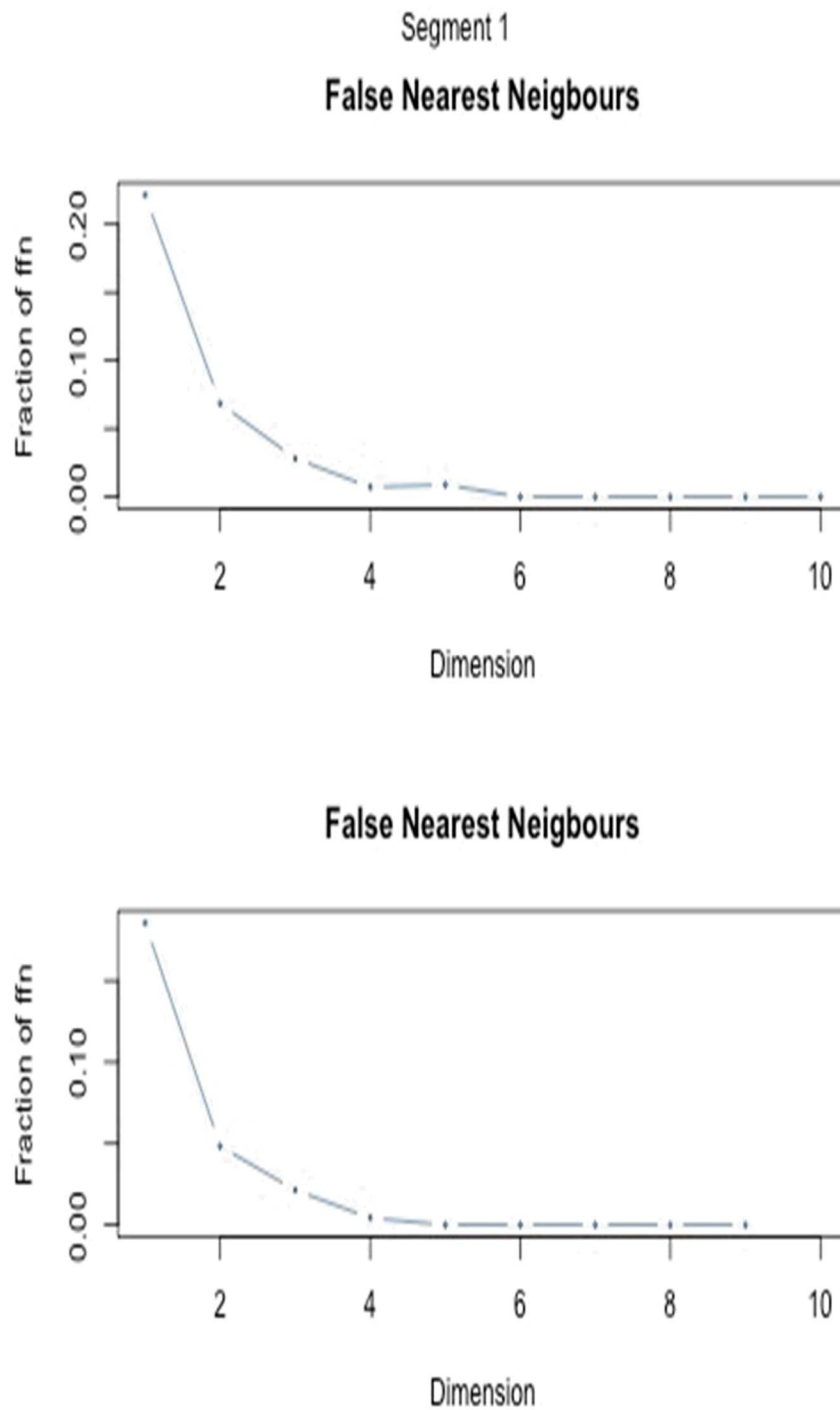 Segment 1
False Nearest Neigbours
Fraction of ffn
0.20
0.10
0.00
2 4 6 8 10
Dimension
False Nearest Neigbours
Fraction of ffn
0.10
0.00
2 4 6 8 10
Dimension